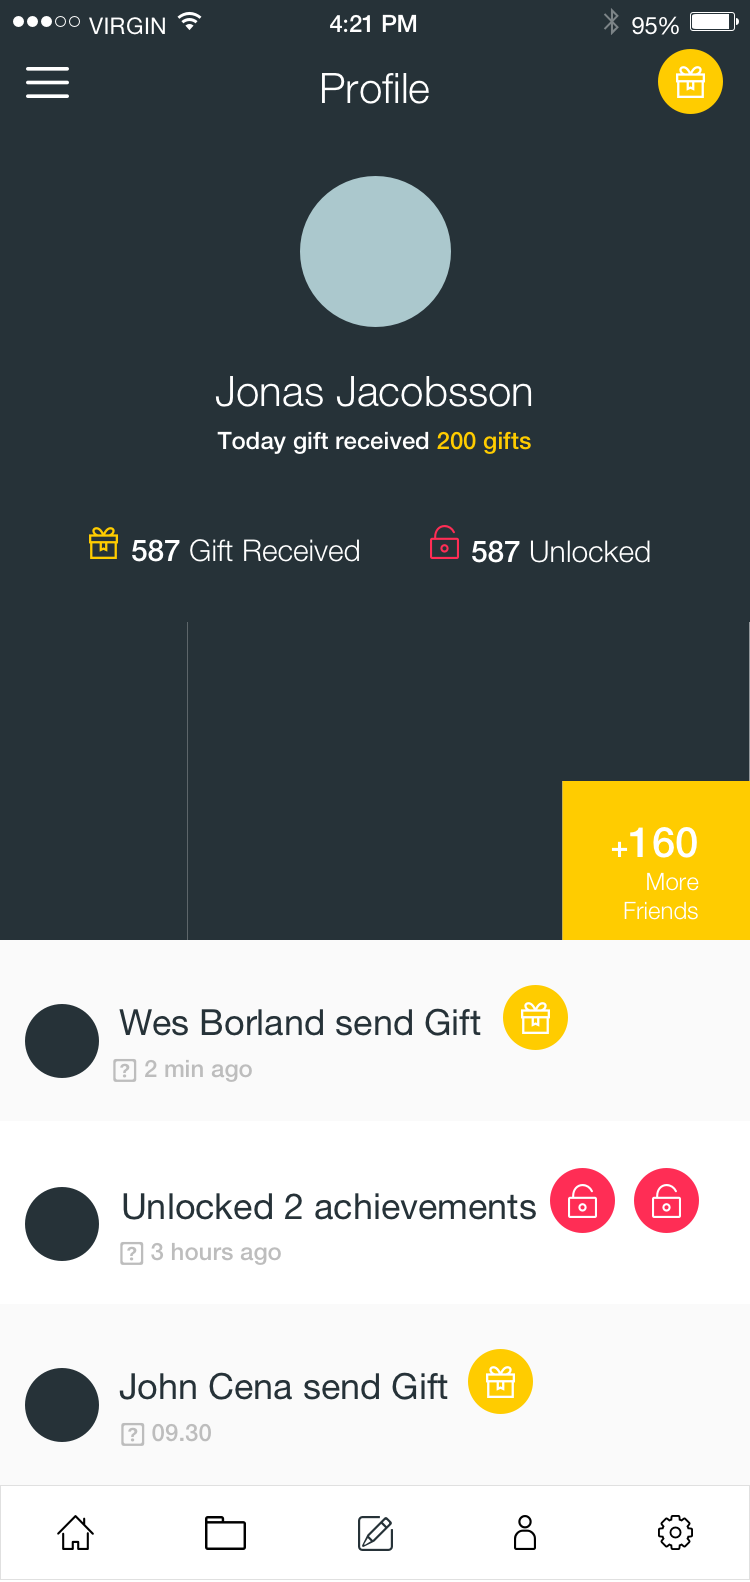 VIRGIN 4:21 PM 95%
Profile
Jonas Jacobsson
Today gift received 200 gifts
587 Gift Received 587 Unlocked
+160
More
Friends
Wes Borland send Gift
? 2 min ago
Unlocked 2 achievements
? 3 hours ago
John Cena send Gift
? 09.30